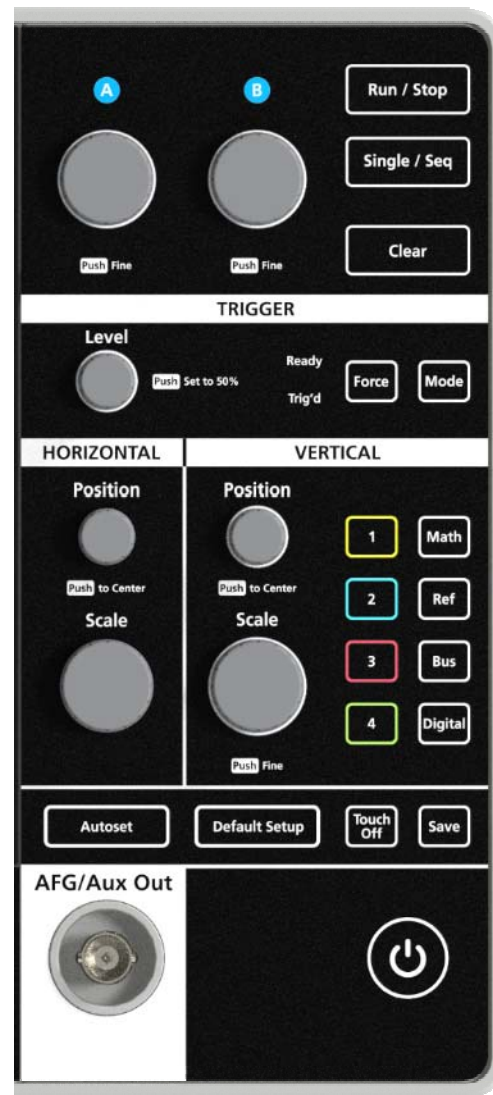 A
B
Run / Stop
Single / Seq
Push Fine
Push Fine
Clear
TRIGGER
Level
Push Set to 50%
Ready
Trig'd
Force
Mode
HORIZONTAL
VERTICAL
Position
Position
1
Math
Push to Center
Push to Center
2
Ref
Scale
Scale
3
Bus
4
Digital
Push Fine
Autoset
Default Setup
Touch
Off
Save
AFG/Aux Out